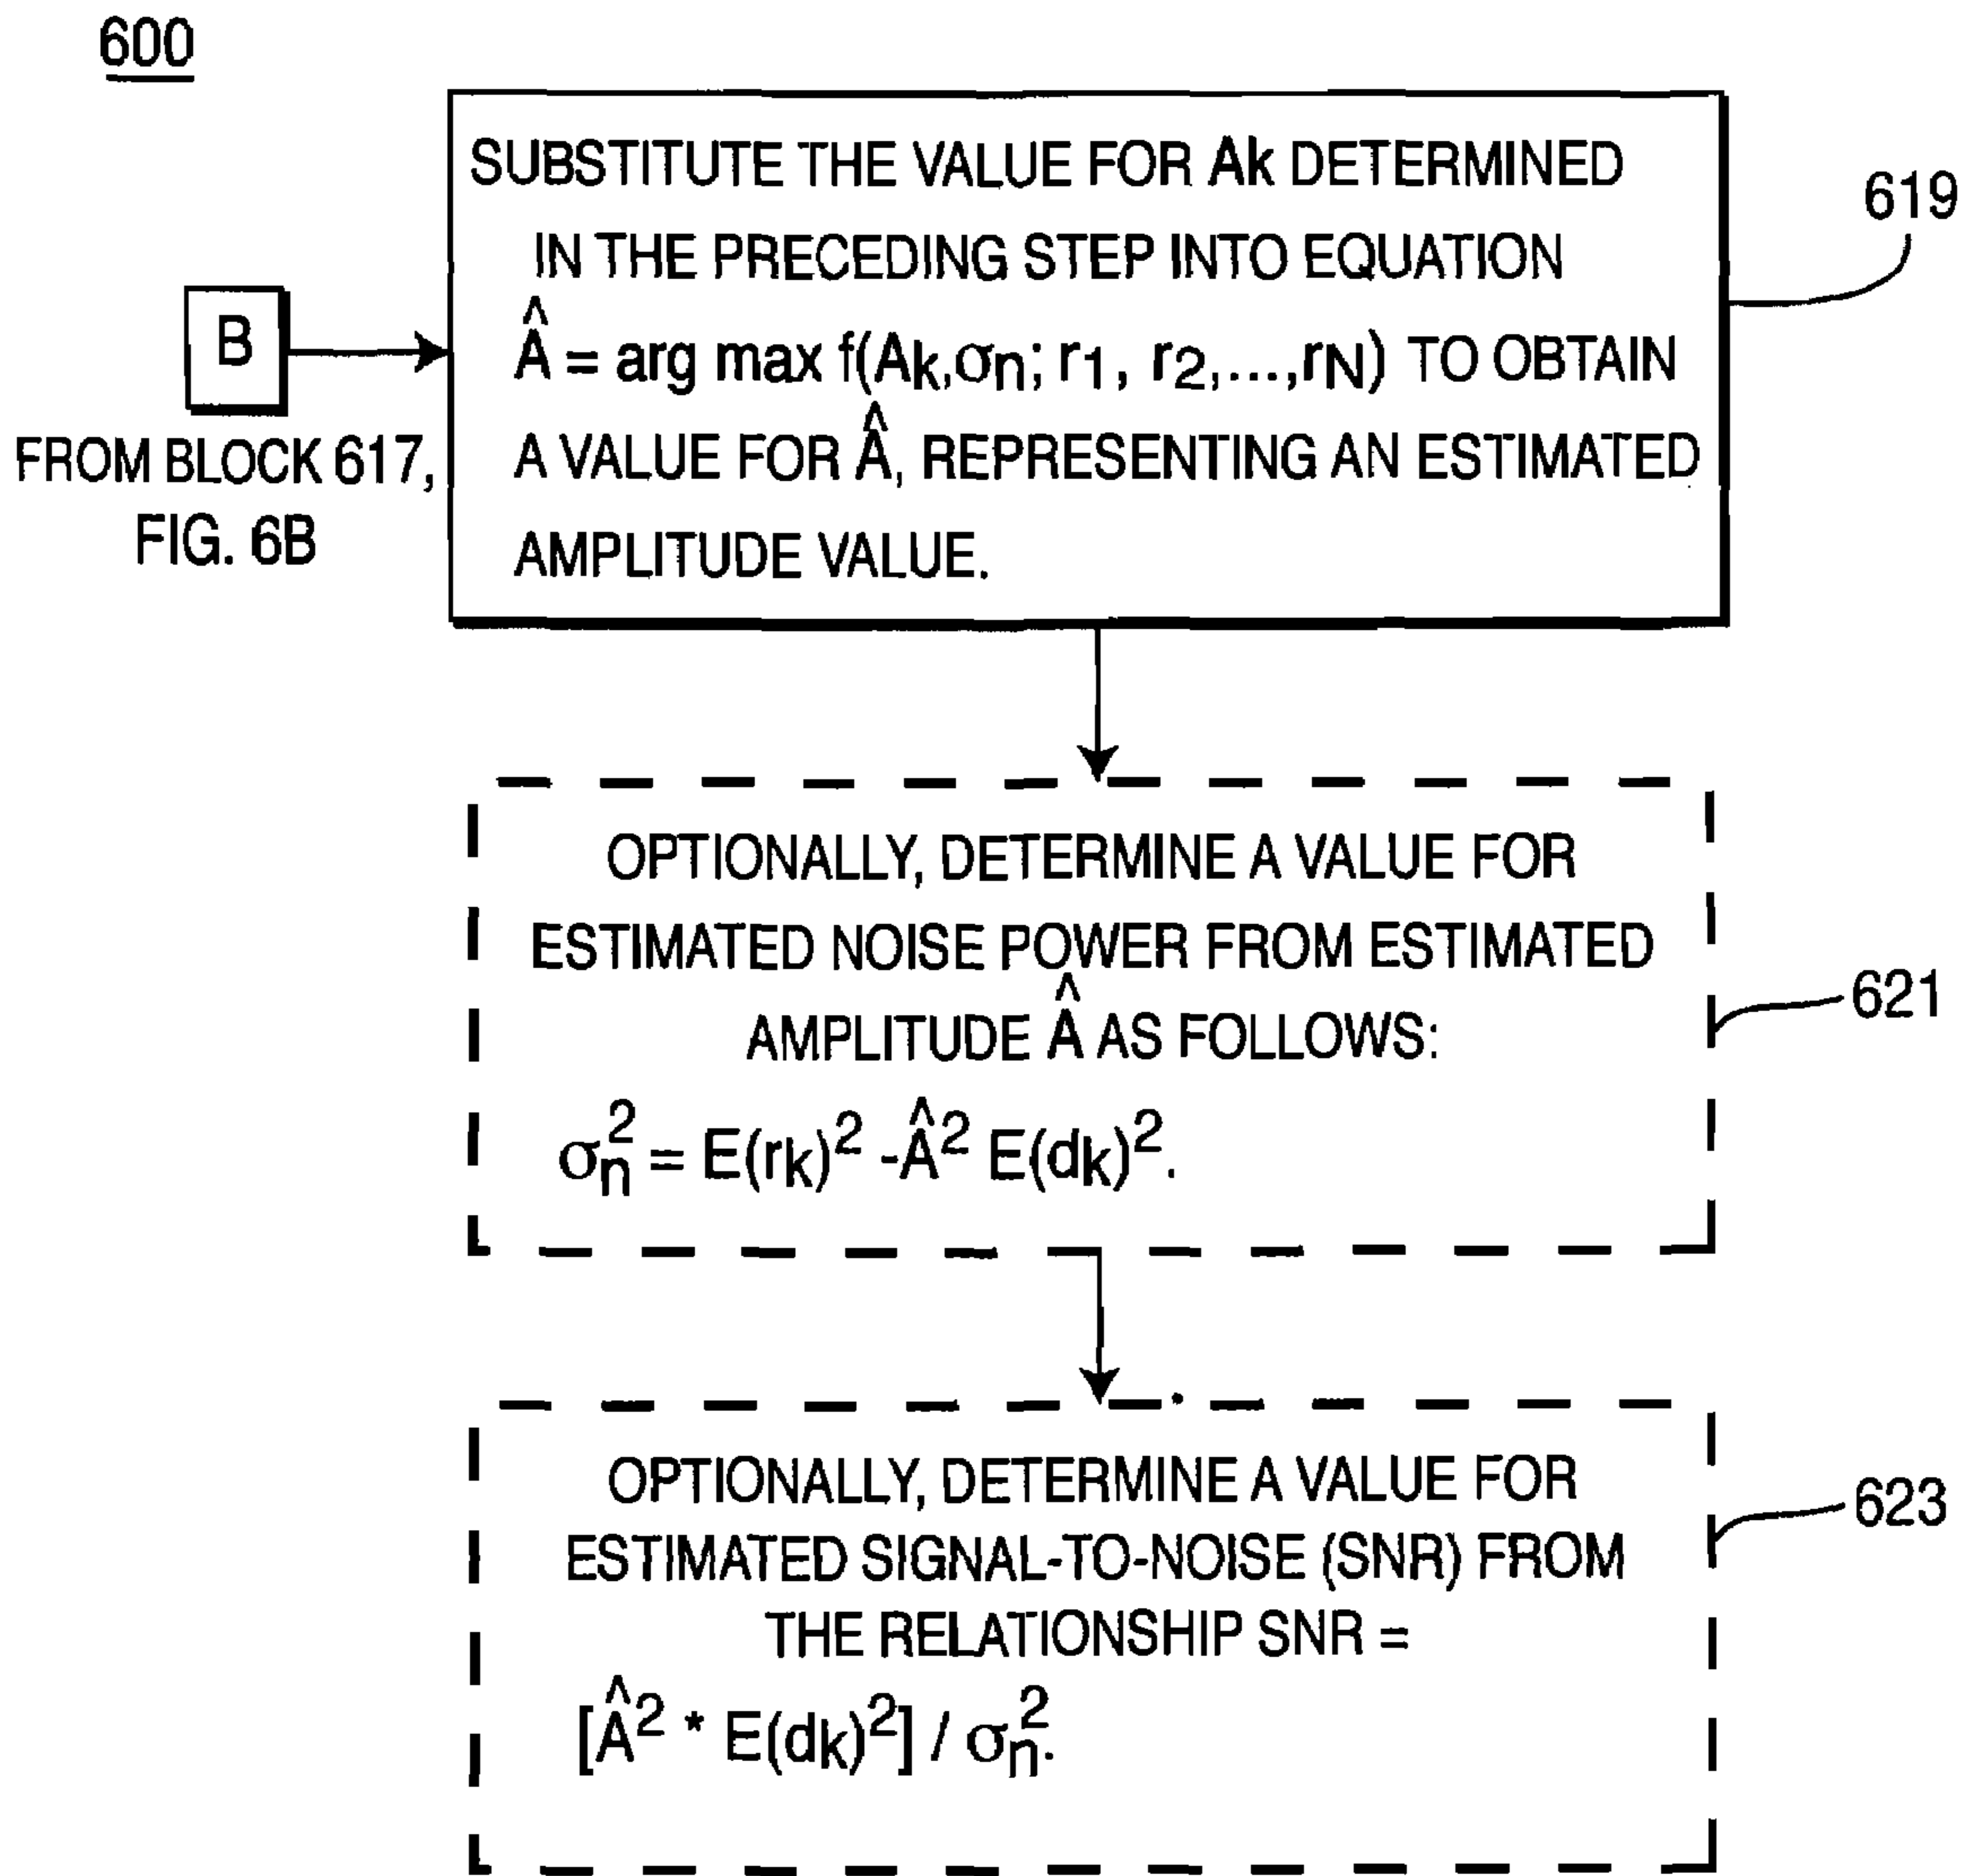 600
SUBSTITUTE THE VALUE FOR Ak DETERMINED
IN THE PRECEDING STEP INTO EQUATION
Â = arg max f(Ak,σn; r1, r2,...,rN) TO OBTAIN
A VALUE FOR Â, REPRESENTING AN ESTIMATED
AMPLITUDE VALUE.
619
B
FROM BLOCK 617,
FIG. 6B
OPTIONALLY, DETERMINE A VALUE FOR
ESTIMATED NOISE POWER FROM ESTIMATED
AMPLITUDE Â AS FOLLOWS:
σn² = E(rk)² -Â² E(dk)².
621
OPTIONALLY, DETERMINE A VALUE FOR
ESTIMATED SIGNAL-TO-NOISE (SNR) FROM
THE RELATIONSHIP SNR =
[Â² * E(dk)²] / σn².
623